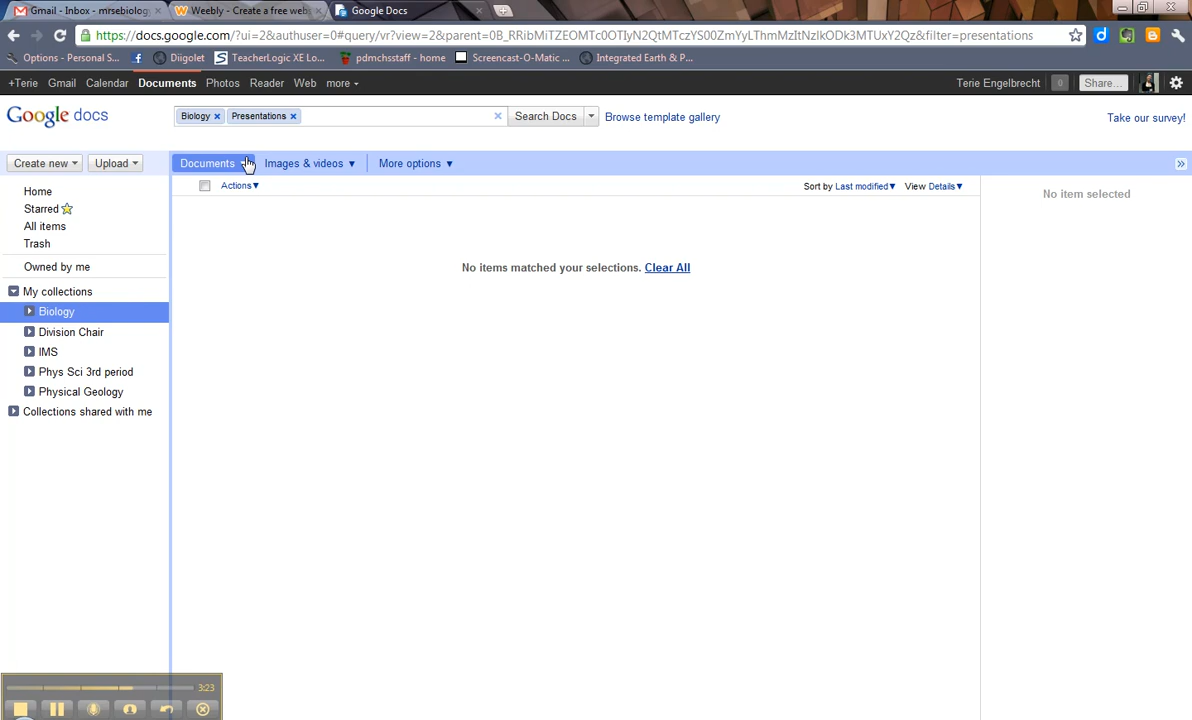 Gmail - Inbox - mrsebiology
Weebly - Create a free webs
Google Docs
https://docs.google.com/?ui=2&authuser=0#query/vr?view=2&parent=0B_RRibMiTZEOMTc0OTIyN2QtMTczYS00ZmYyLThmMzItNzlkODk3MTUxY2Qz&filter=presentations
Options - Personal S...
Diigolet
TeacherLogic XE Lo...
pdmchsstaff - home
Screencast-O-Matic ...
Integrated Earth & P...
+Terie Gmail Calendar Documents Photos Reader Web more
Terie Engelbrecht 0 Share...
Google docs
Biology × Presentations ×
Search Docs
Browse template gallery
Take our survey!
Create new
Upload
Documents
Images & videos
More options
Home
Starred
All items
Trash
Owned by me
My collections
Biology
Division Chair
IMS
Phys Sci 3rd period
Physical Geology
Collections shared with me
Actions
Sort by Last modified View Details
No items matched your selections. Clear All
No item selected
3:23